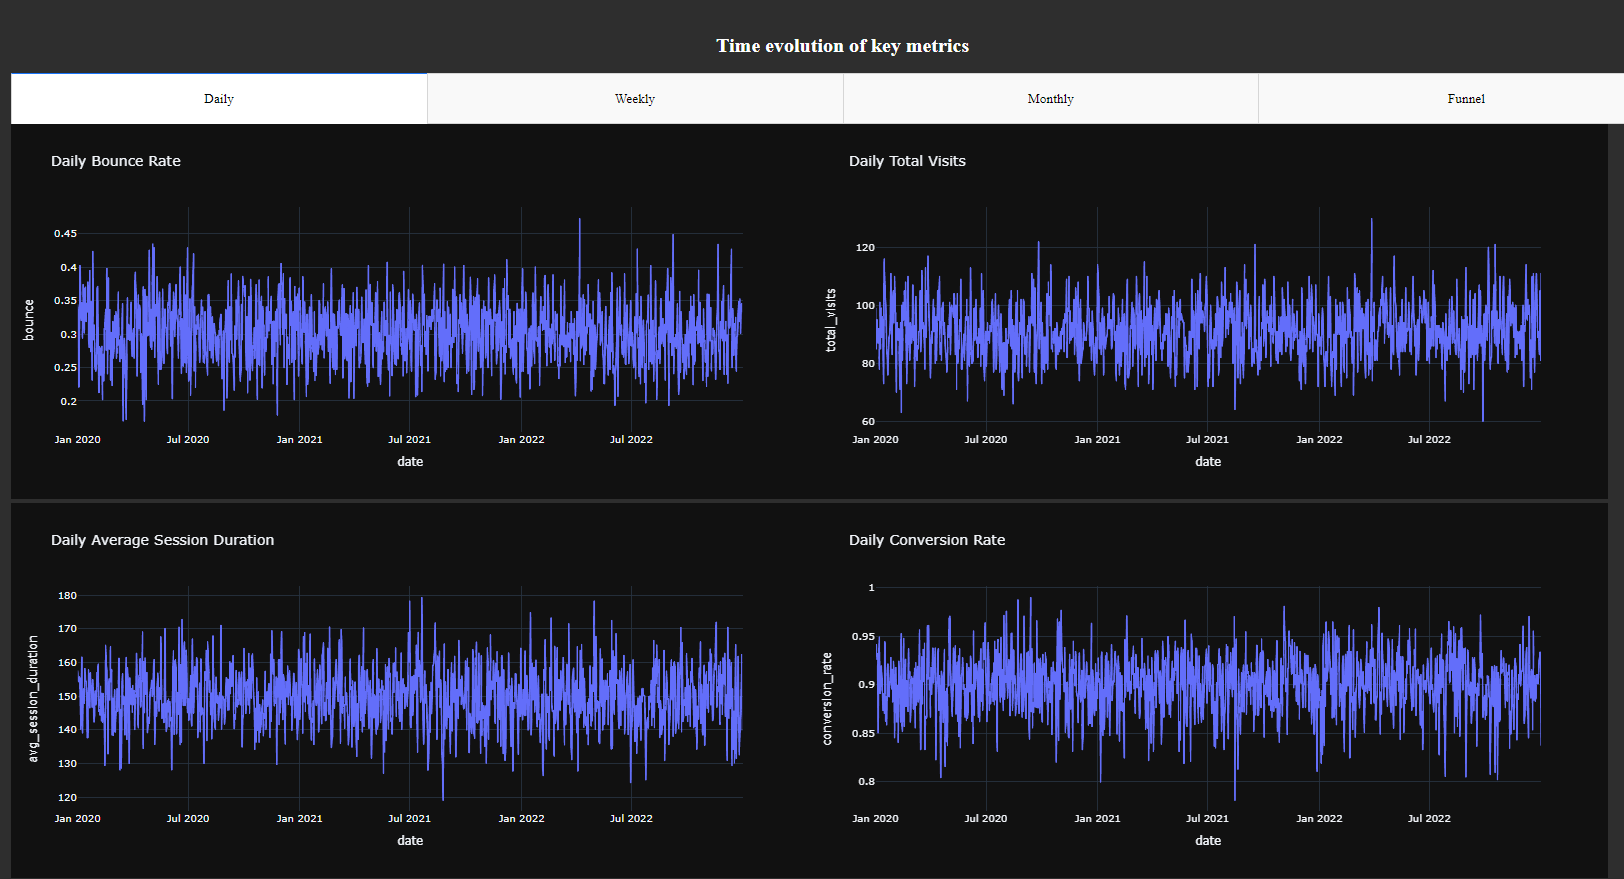 Time evolution of key metrics
Daily Weekly Monthly Funnel
Daily Bounce Rate
bounce
0.45
0.4
0.35
0.3
0.25
0.2
Jan 2020 Jul 2020 Jan 2021 Jul 2021 Jan 2022 Jul 2022
date
Daily Total Visits
total_visits
120
100
80
60
Jan 2020 Jul 2020 Jan 2021 Jul 2021 Jan 2022 Jul 2022
date
Daily Average Session Duration
avg_session_duration
180
170
160
150
140
130
120
Jan 2020 Jul 2020 Jan 2021 Jul 2021 Jan 2022 Jul 2022
date
Daily Conversion Rate
conversion_rate
1
0.95
0.9
0.85
0.8
Jan 2020 Jul 2020 Jan 2021 Jul 2021 Jan 2022 Jul 2022
date